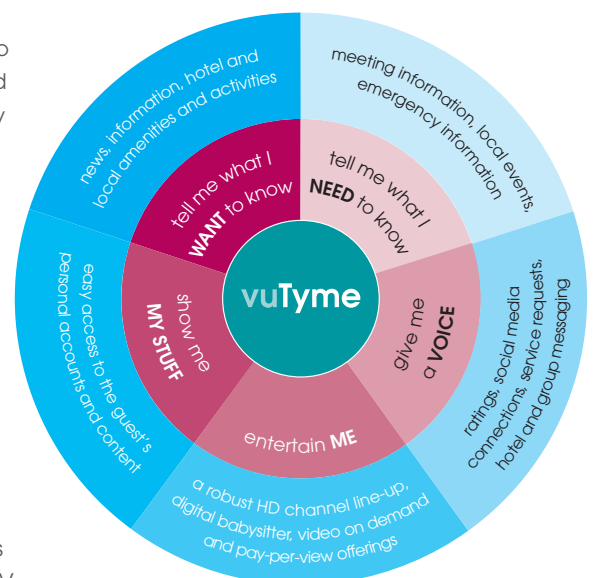 vuTyme
tell me what I
WANT to know
news, information, hotel and
local amenities and activities
tell me what I
NEED to know
meeting information, local events,
emergency information
give me
a VOICE
ratings, social media
connections, service requests,
hotel and group messaging
entertain ME
a robust HD channel line-up,
digital babysitter, video on demand
and pay-per-view offerings
show me
MY STUFF
easy access to the guest's
personal accounts and content